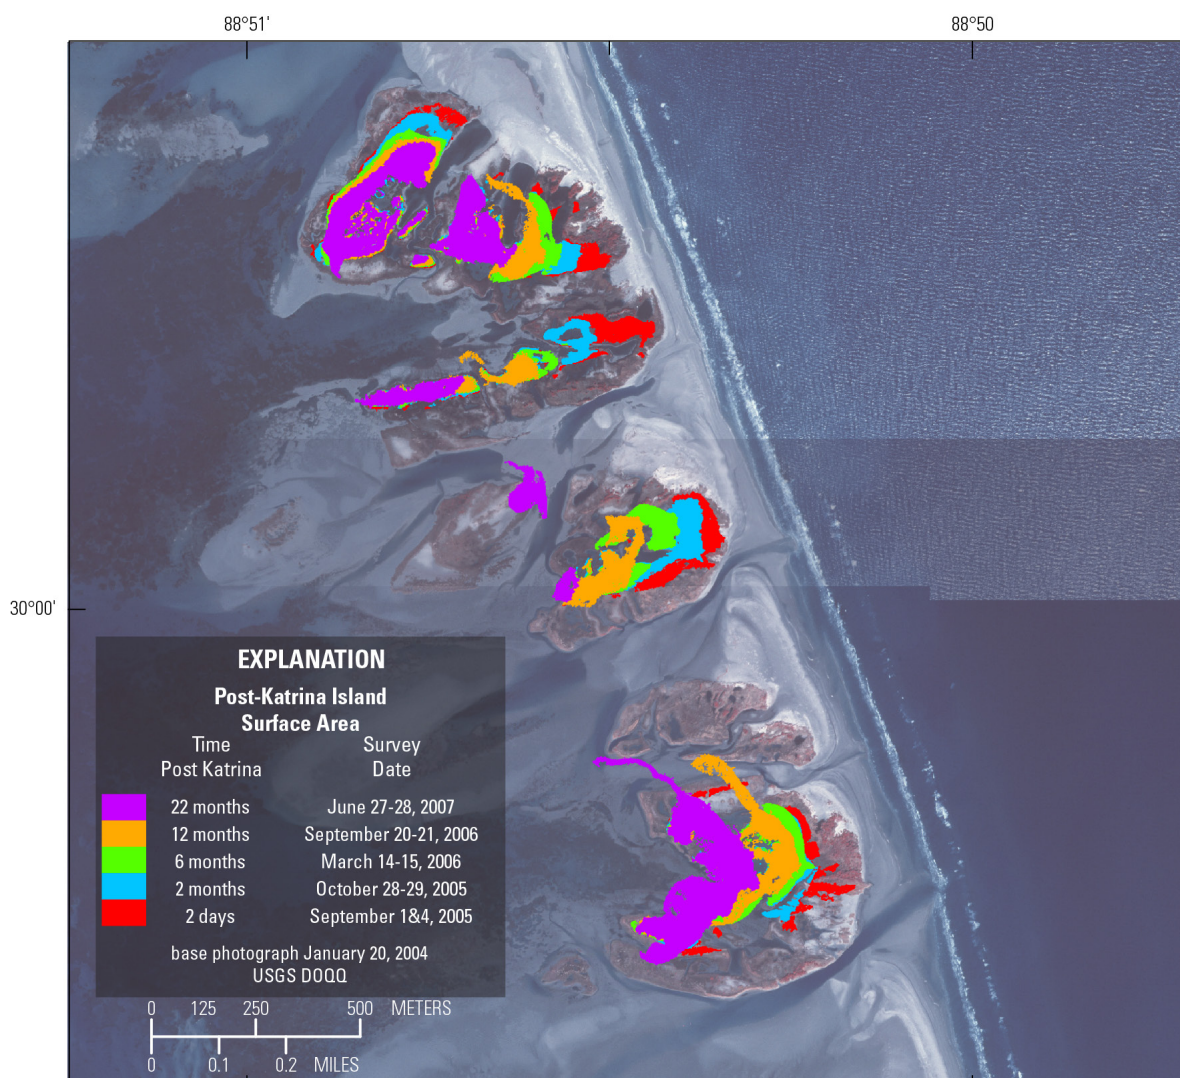 88°51' 88°50
30°00'
EXPLANATION
Post-Katrina Island
Surface Area
Time Survey
Post Katrina Date
22 months June 27-28, 2007
12 months September 20-21, 2006
6 months March 14-15, 2006
2 months October 28-29, 2005
2 days September 1&4, 2005
base photograph January 20, 2004
USGS DOQQ
0 125 250 500 METERS
0 0.1 0.2 MILES